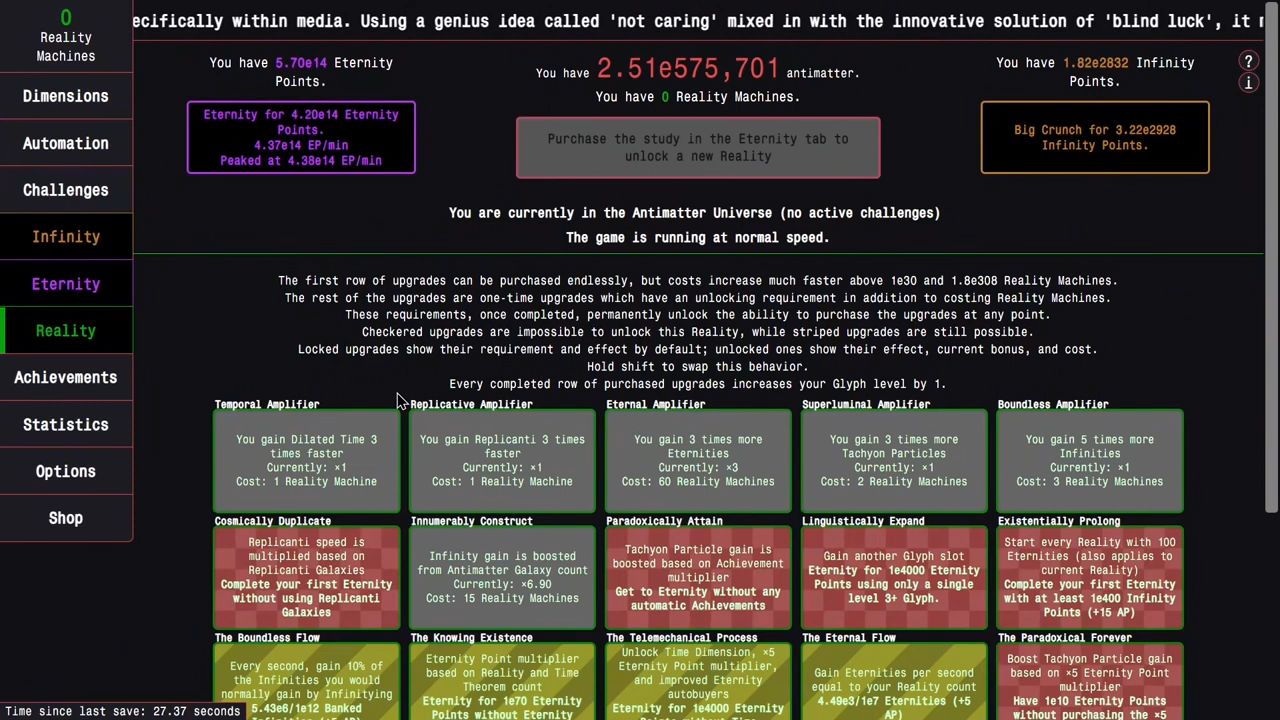 0
Reality
Machines
Dimensions
Automation
Challenges
Infinity
Eternity
Reality
Achievements
Statistics
Options
Shop
ecifically within media. Using a genius idea called 'not caring' mixed in with the innovative solution of 'blind luck', it
You have 5.70e14 Eternity
Points.
Eternity for 4.20e14 Eternity
Points.
4.37e14 EP/min
Peaked at 4.38e14 EP/min
You have 2.51e575,701 antimatter.
You have 0 Reality Machines.
Purchase the study in the Eternity tab to
unlock a new Reality
You have 1.82e2832 Infinity
Points.
Big Crunch for 3.22e2928
Infinity Points.
?
i
You are currently in the Antimatter Universe (no active challenges)
The game is running at normal speed.
The first row of upgrades can be purchased endlessly, but costs increase much faster above 1e30 and 1.8e308 Reality Machines.
The rest of the upgrades are one-time upgrades which have an unlocking requirement in addition to costing Reality Machines.
These requirements, once completed, permanently unlock the ability to purchase the upgrades at any point.
Checkered upgrades are impossible to unlock this Reality, while striped upgrades are still possible.
Locked upgrades show their requirement and effect by default; unlocked ones show their effect, current bonus, and cost.
Hold shift to swap this behavior.
Every completed row of purchased upgrades increases your Glyph level by 1.
Temporal Amplifier
You gain Dilated Time 3
times faster
Currently: ×1
Cost: 1 Reality Machine
Replicative Amplifier
You gain Replicanti 3 times
faster
Currently: ×1
Cost: 1 Reality Machine
Eternal Amplifier
You gain 3 times more
Eternities
Currently: ×3
Cost: 60 Reality Machines
Superluminal Amplifier
You gain 3 times more
Tachyon Particles
Currently: ×1
Cost: 2 Reality Machines
Boundless Amplifier
You gain 5 times more
Infinities
Currently: ×1
Cost: 3 Reality Machines
Cosmically Duplicate
Replicanti speed is
multiplied based on
Replicanti Galaxies
Complete your first Eternity
without using Replicanti
Galaxies
Innumerably Construct
Infinity gain is boosted
from Antimatter Galaxy count
Currently: ×6.90
Cost: 15 Reality Machines
Paradoxically Attain
Tachyon Particle gain is
boosted based on Achievement
multiplier
Get to Eternity without any
automatic Achievements
Linguistically Expand
Gain another Glyph slot
Eternity for 1e4000 Eternity
Points using only a single
level 3+ Glyph.
Existentially Prolong
Start every Reality with 100
Eternities (also applies to
current Reality)
Complete your first Eternity
with at least 1e400 Infinity
Points (+15 AP)
The Boundless Flow
Every second, gain 10% of
the Infinities you would
normally gain by Infinitying
5.43e6/1e12 Banked
Infinities (+5 AP)
The Knowing Existence
Eternity Point multiplier
based on Reality and Time
Theorem count
Eternity for 1e70 Eternity
Points without Eternity
The Telemechanical Process
Unlock Time Dimension, ×5
Eternity Point multiplier,
and improved Eternity
autobuyers
Eternity for 1e4000 Eternity
Points without Time
The Eternal Flow
Gain Eternities per second
equal to your Reality count
4.49e3/1e7 Eternities (+5
AP)
The Paradoxical Forever
Boost Tachyon Particle gain
based on ×5 Eternity Point
multiplier
Have 1e10 Eternity Points
without purchasing the ×5
Time since last save: 27.37 seconds